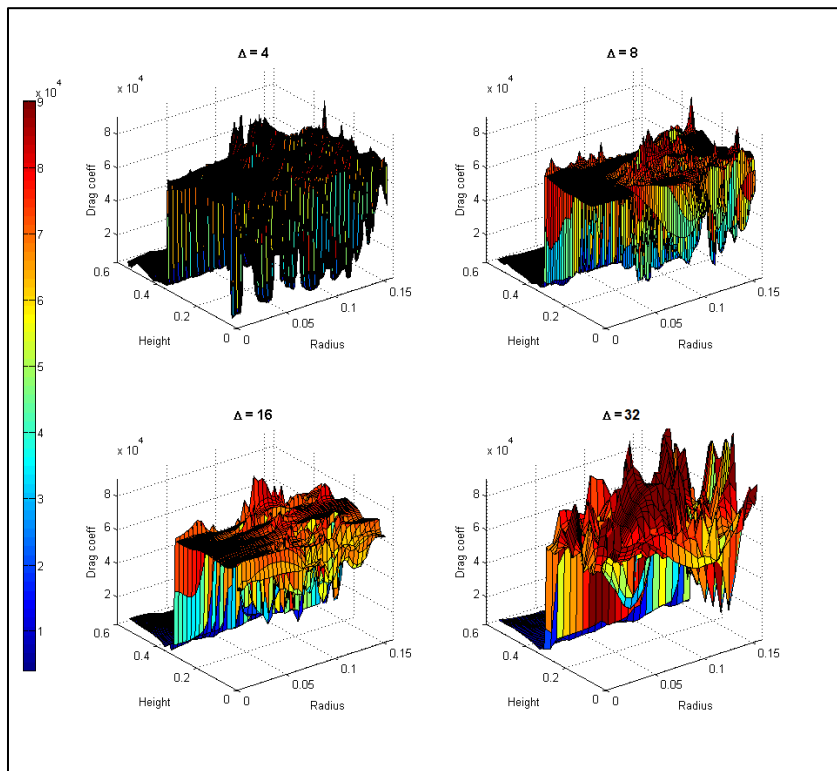 Δ = 4
x 10^4
8
6
4
2
Drag coeff
0.6
0.4
0.2
0
Height
0
0.05
0.1
0.15
Radius
Δ = 8
x 10^4
8
6
4
2
Drag coeff
0.6
0.4
0.2
0
Height
0
0.05
0.1
0.15
Radius
x 10^4
9
8
7
6
5
4
3
2
1
Δ = 16
x 10^4
8
6
4
2
Drag coeff
0.6
0.4
0.2
0
Height
0
0.05
0.1
0.15
Radius
Δ = 32
x 10^4
8
6
4
2
Drag coeff
0.6
0.4
0.2
0
Height
0
0.05
0.1
0.15
Radius